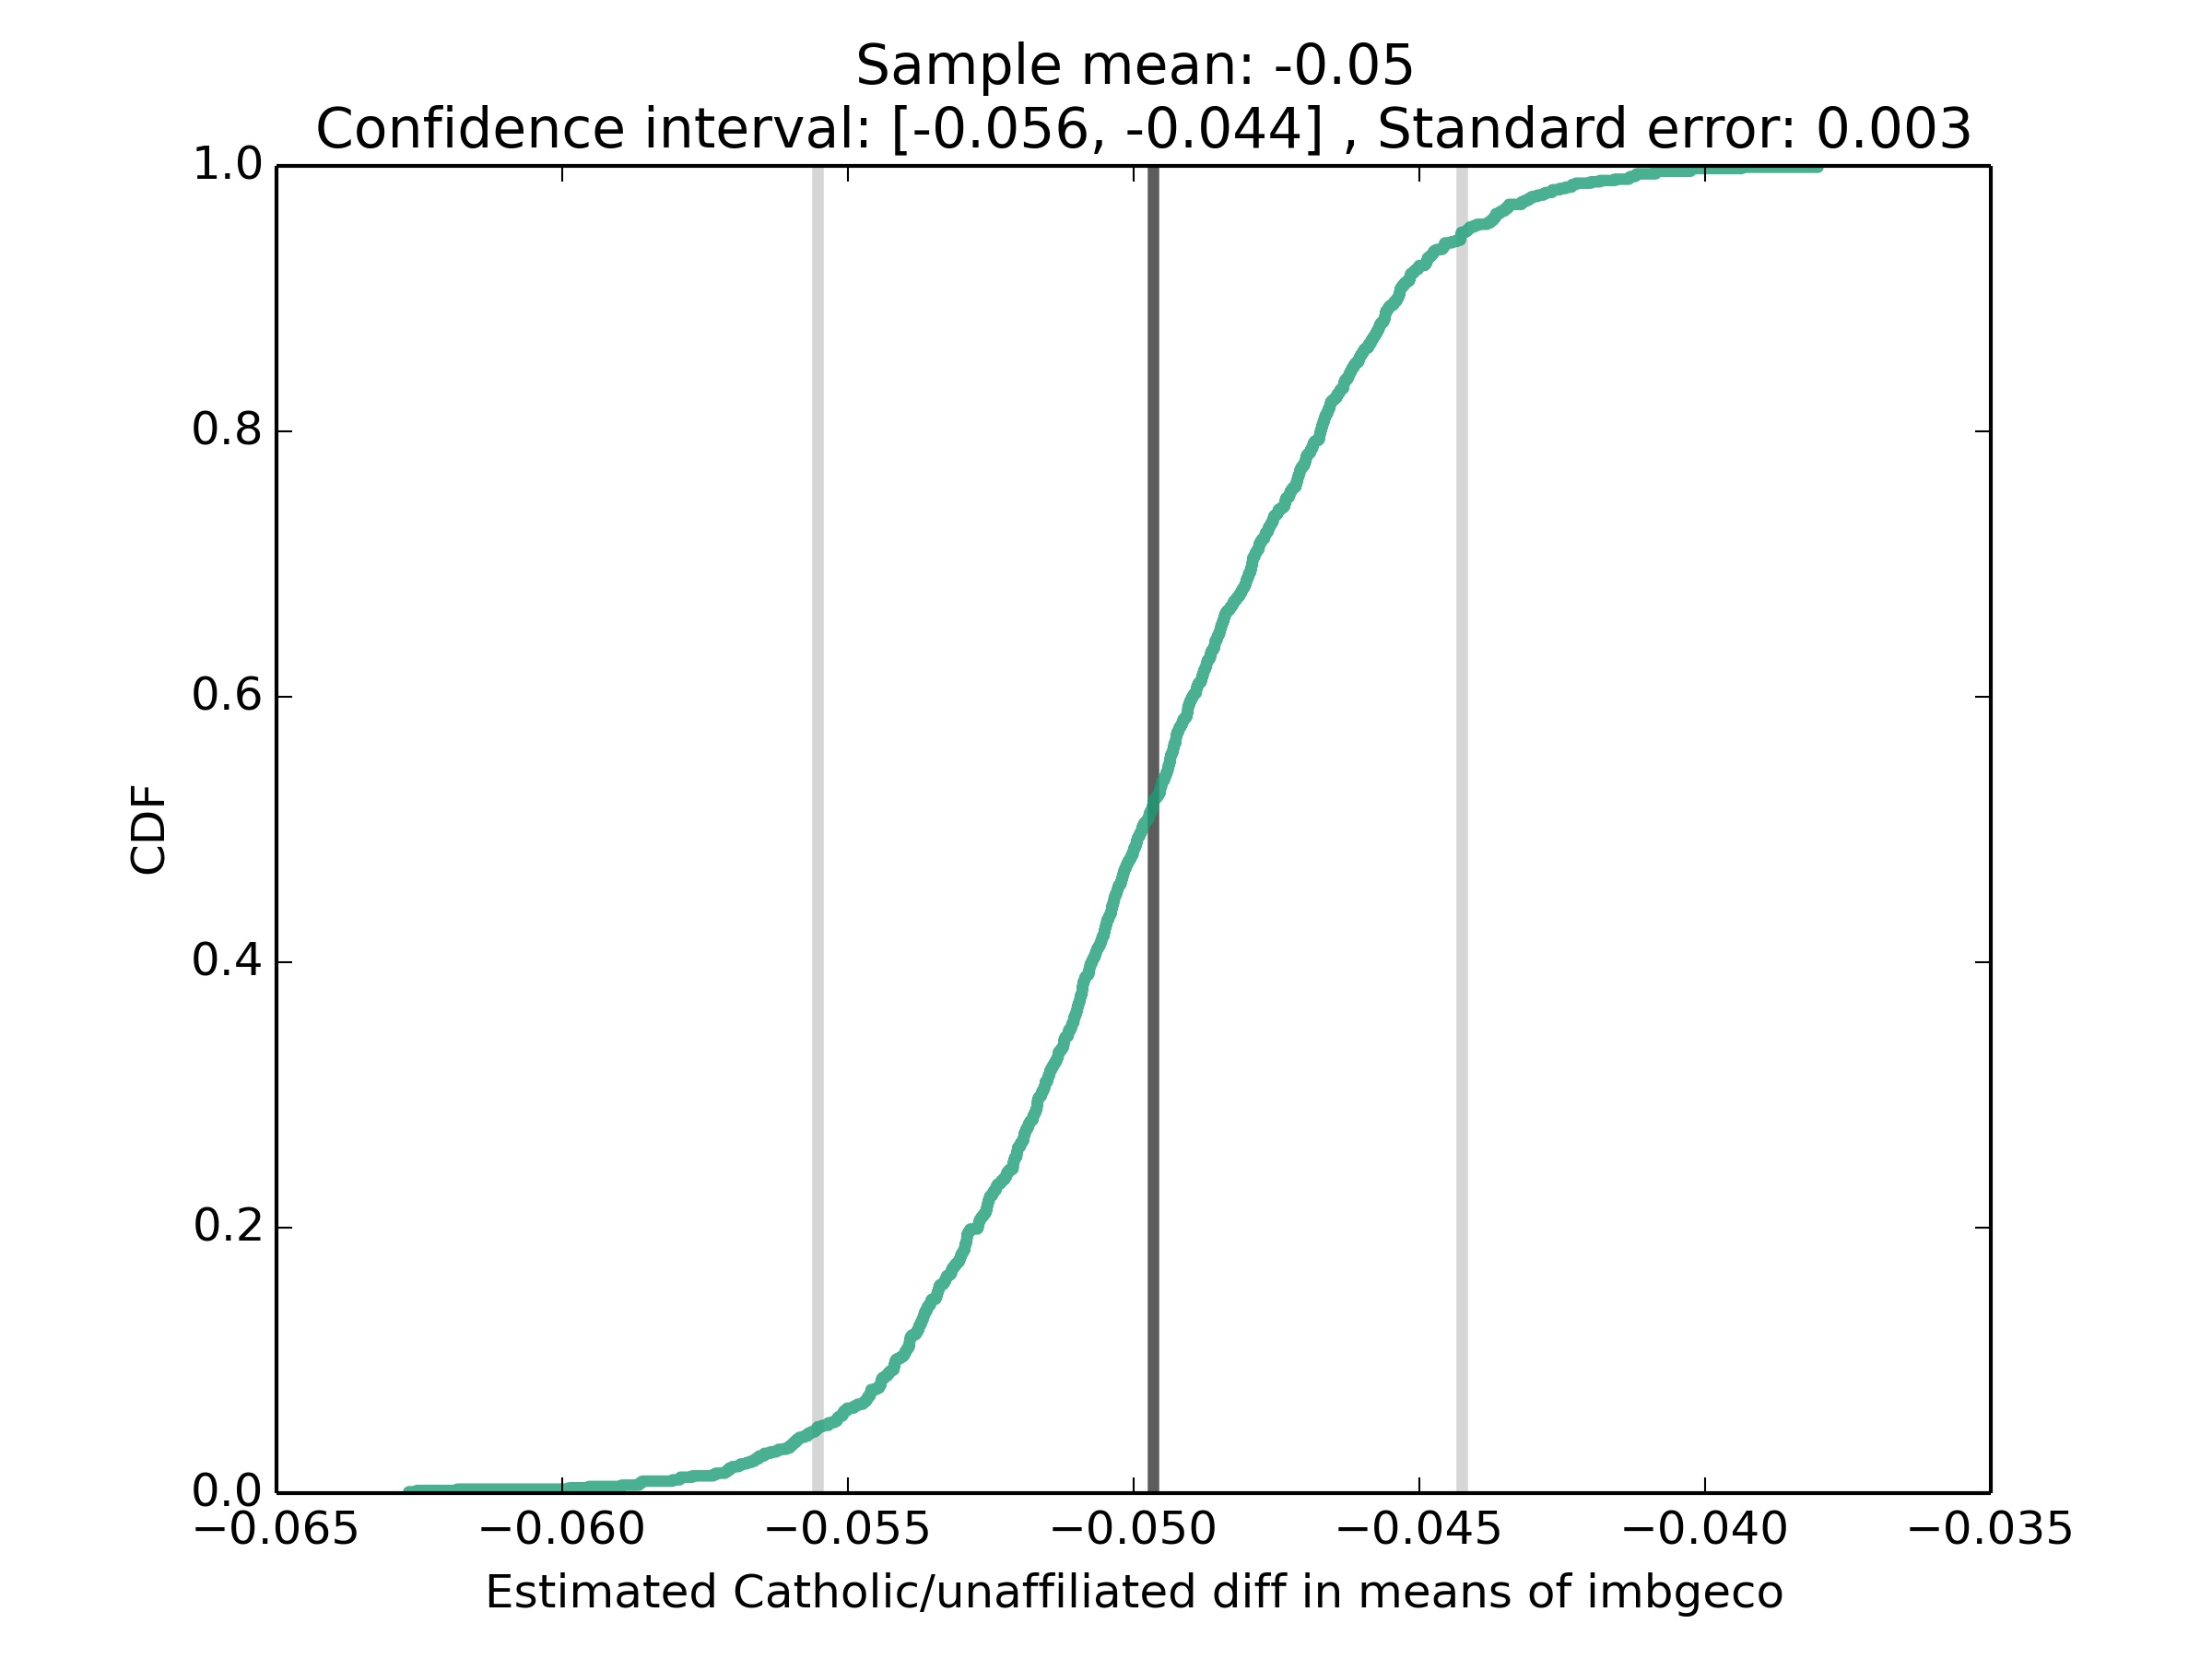 Sample mean: -0.05
Confidence interval: [-0.056, -0.044] , Standard error: 0.003
1.0
0.8
0.6
0.4
0.2
0.0
CDF
−0.065 −0.060 −0.055 −0.050 −0.045 −0.040 −0.035
Estimated Catholic/unaffiliated diff in means of imbgeco